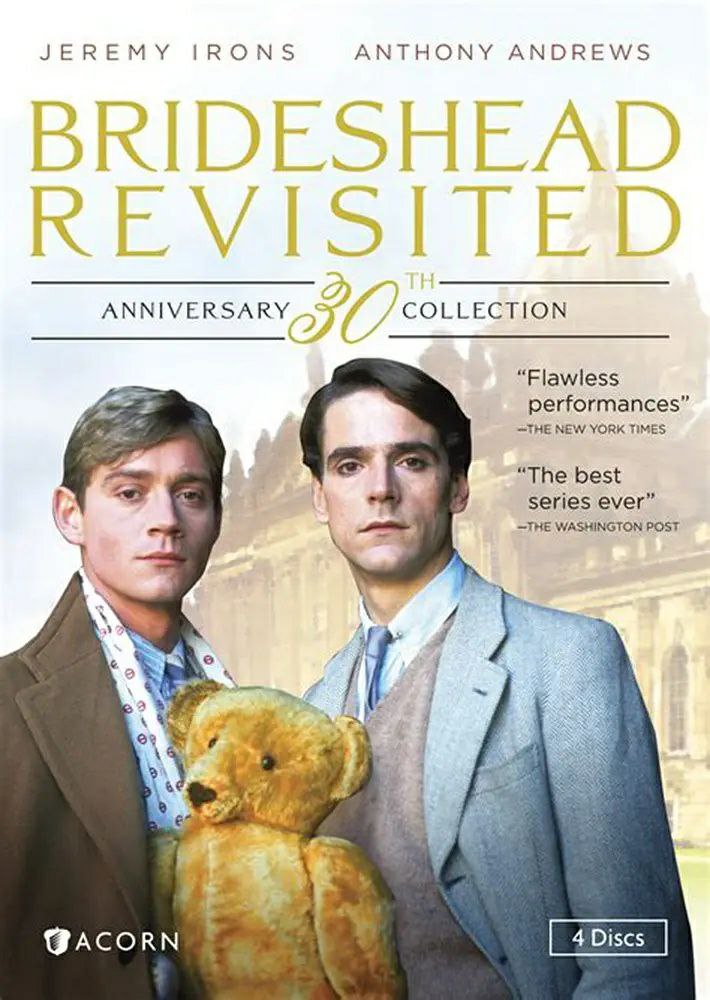 JEREMY IRONS ANTHONY ANDREWS
BRIDESHEAD
REVISITED
ANNIVERSARY 30TH COLLECTION
“Flawless
performances”
—THE NEW YORK TIMES
“The best
series ever”
—THE WASHINGTON POST
ACORN
4 Discs